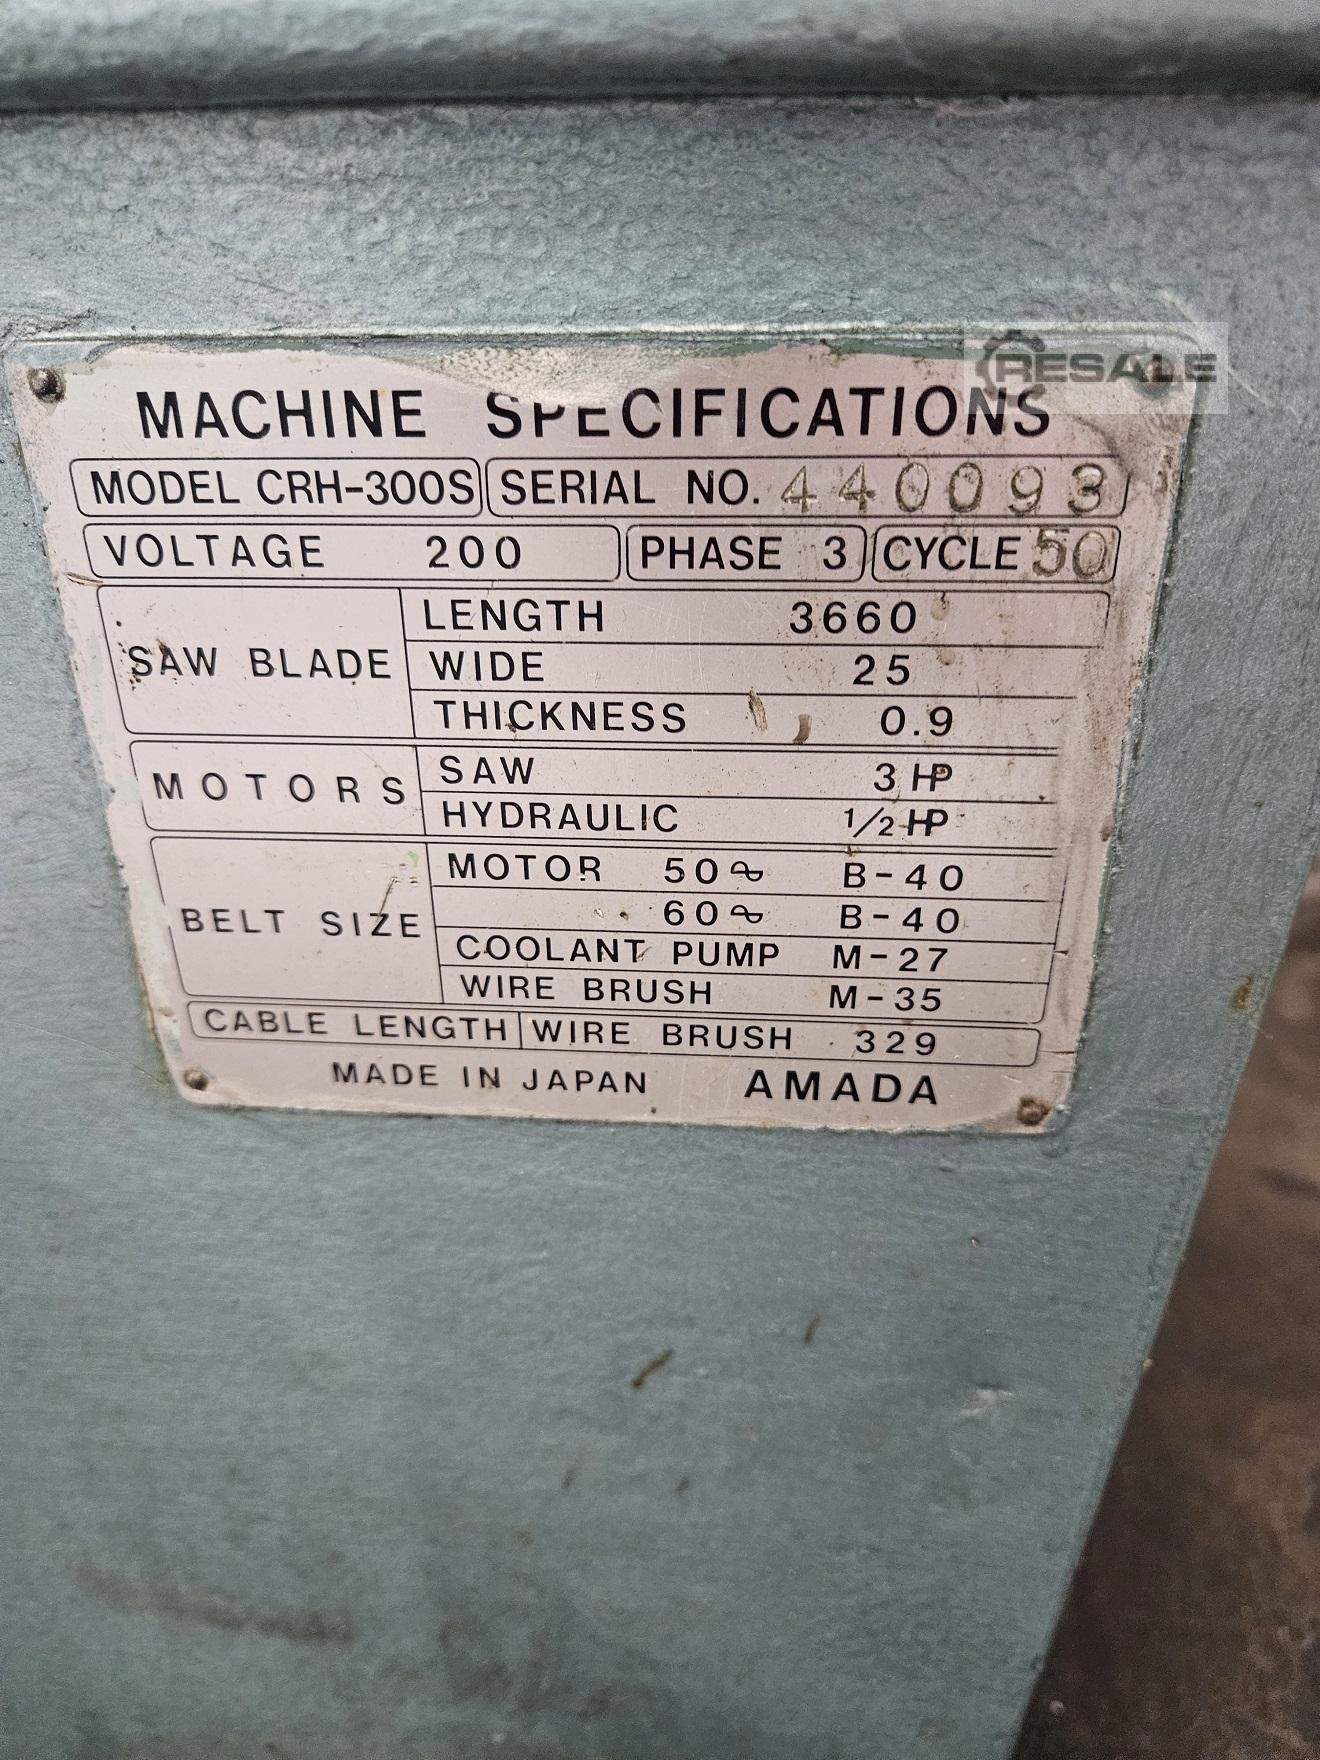 RESALE
MACHINE SPECIFICATIONS
MODEL CRH-300S SERIAL NO. 440093
VOLTAGE 200 PHASE 3 CYCLE 50
SAW BLADE
LENGTH 3660
WIDE 25
THICKNESS 0.9
MOTORS
SAW 3 HP
HYDRAULIC 1/2 HP
BELT SIZE
MOTOR 50~ B-40
60~ B-40
COOLANT PUMP M-27
WIRE BRUSH M-35
CABLE LENGTH WIRE BRUSH 329
MADE IN JAPAN AMADA